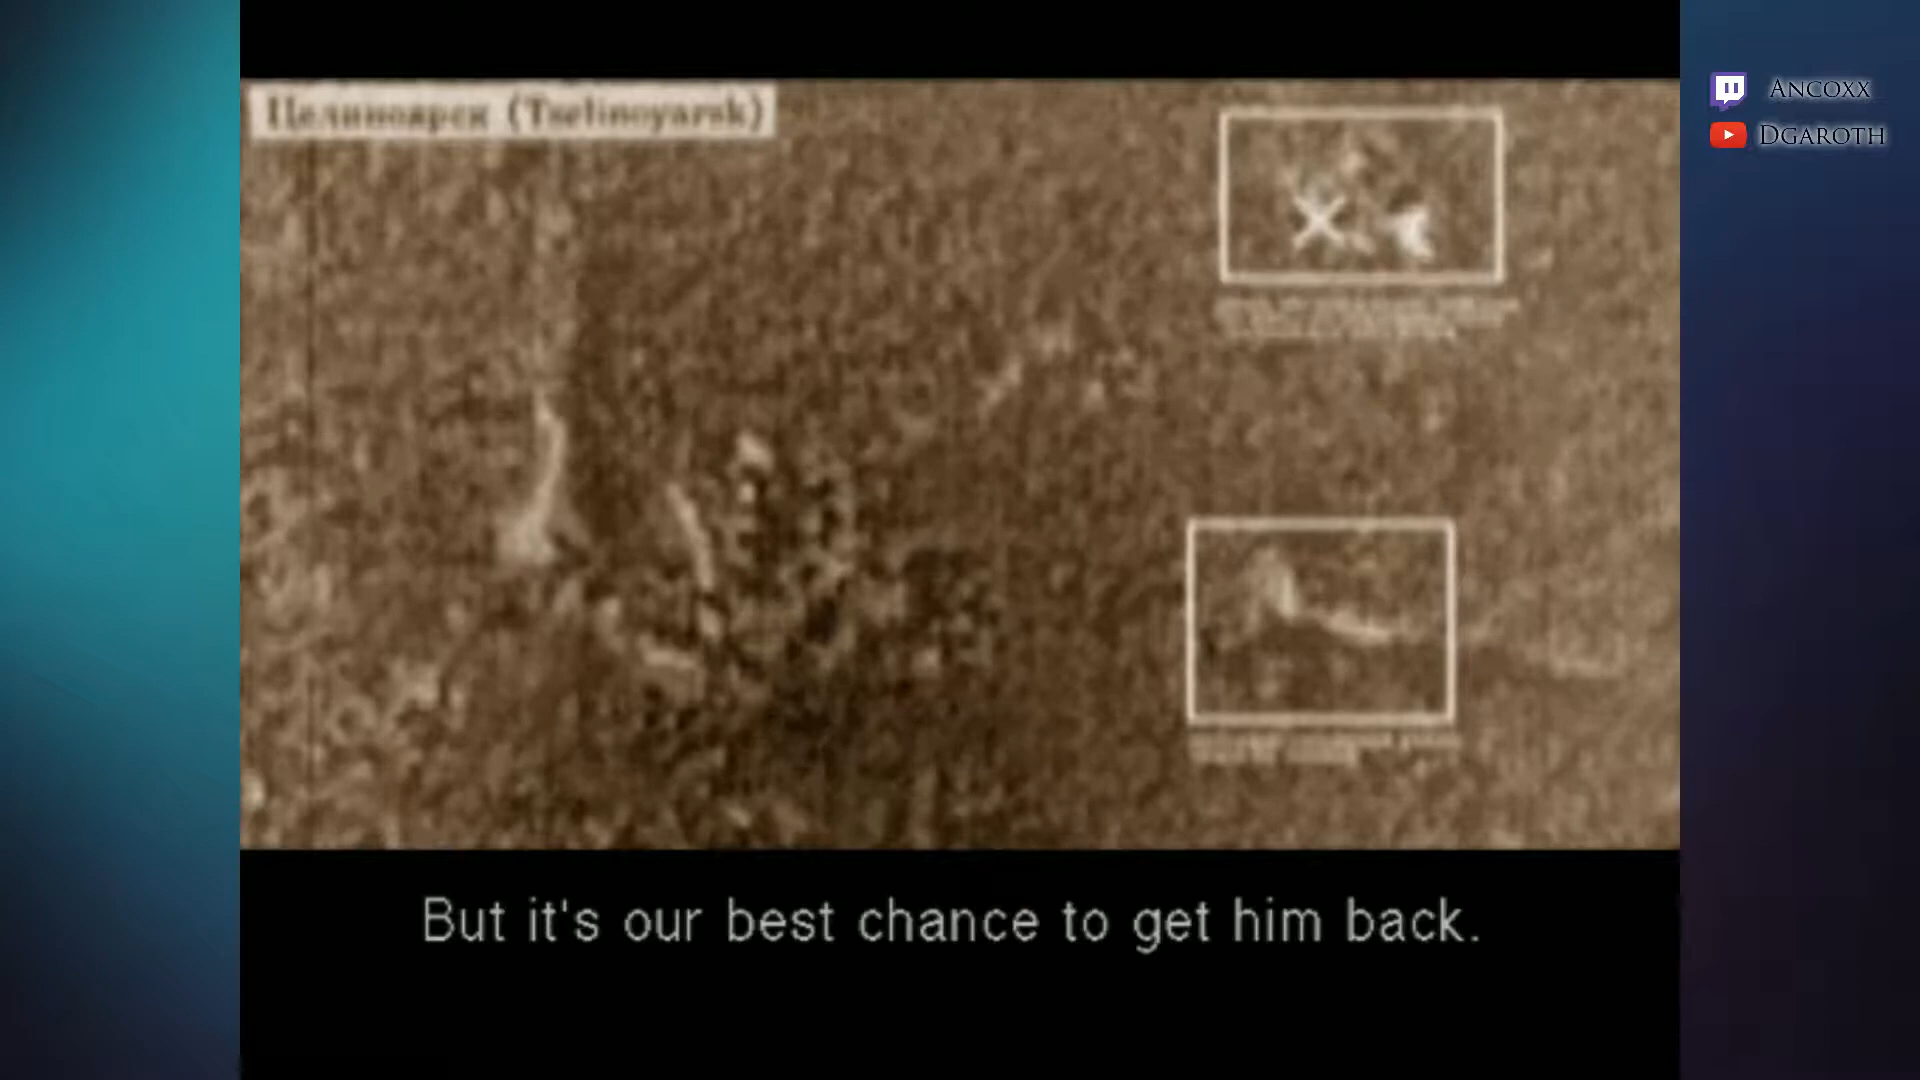 Целиноярск (Tselinoyarsk)
ANCOXX
DGAROTH
But it's our best chance to get him back.